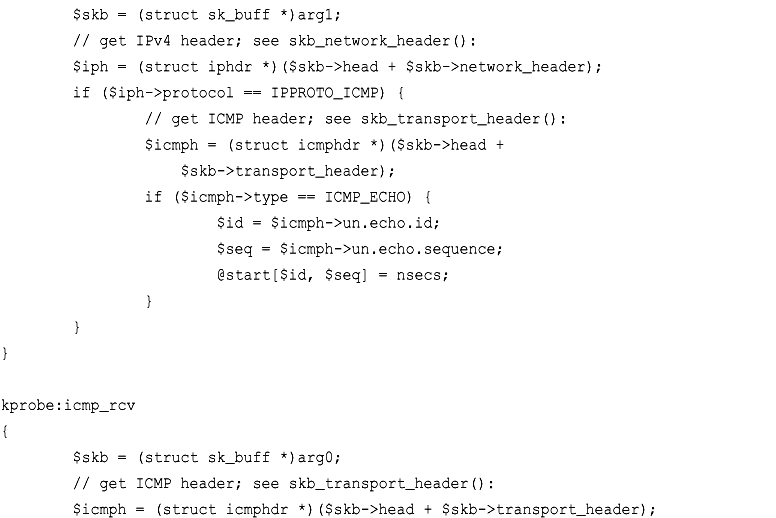 $skb = (struct sk_buff *)arg1;
// get IPv4 header; see skb_network_header():
$iph = (struct iphdr *)($skb->head + $skb->network_header);
if ($iph->protocol == IPPROTO_ICMP) {
// get ICMP header; see skb_transport_header():
$icmph = (struct icmphdr *)($skb->head +
$skb->transport_header);
if ($icmph->type == ICMP_ECHO) {
$id = $icmph->un.echo.id;
$seq = $icmph->un.echo.sequence;
@start[$id, $seq] = nsecs;
}
}
}
kprobe:icmp_rcv
{
$skb = (struct sk_buff *)arg0;
// get ICMP header; see skb_transport_header():
$icmph = (struct icmphdr *)($skb->head + $skb->transport_header);